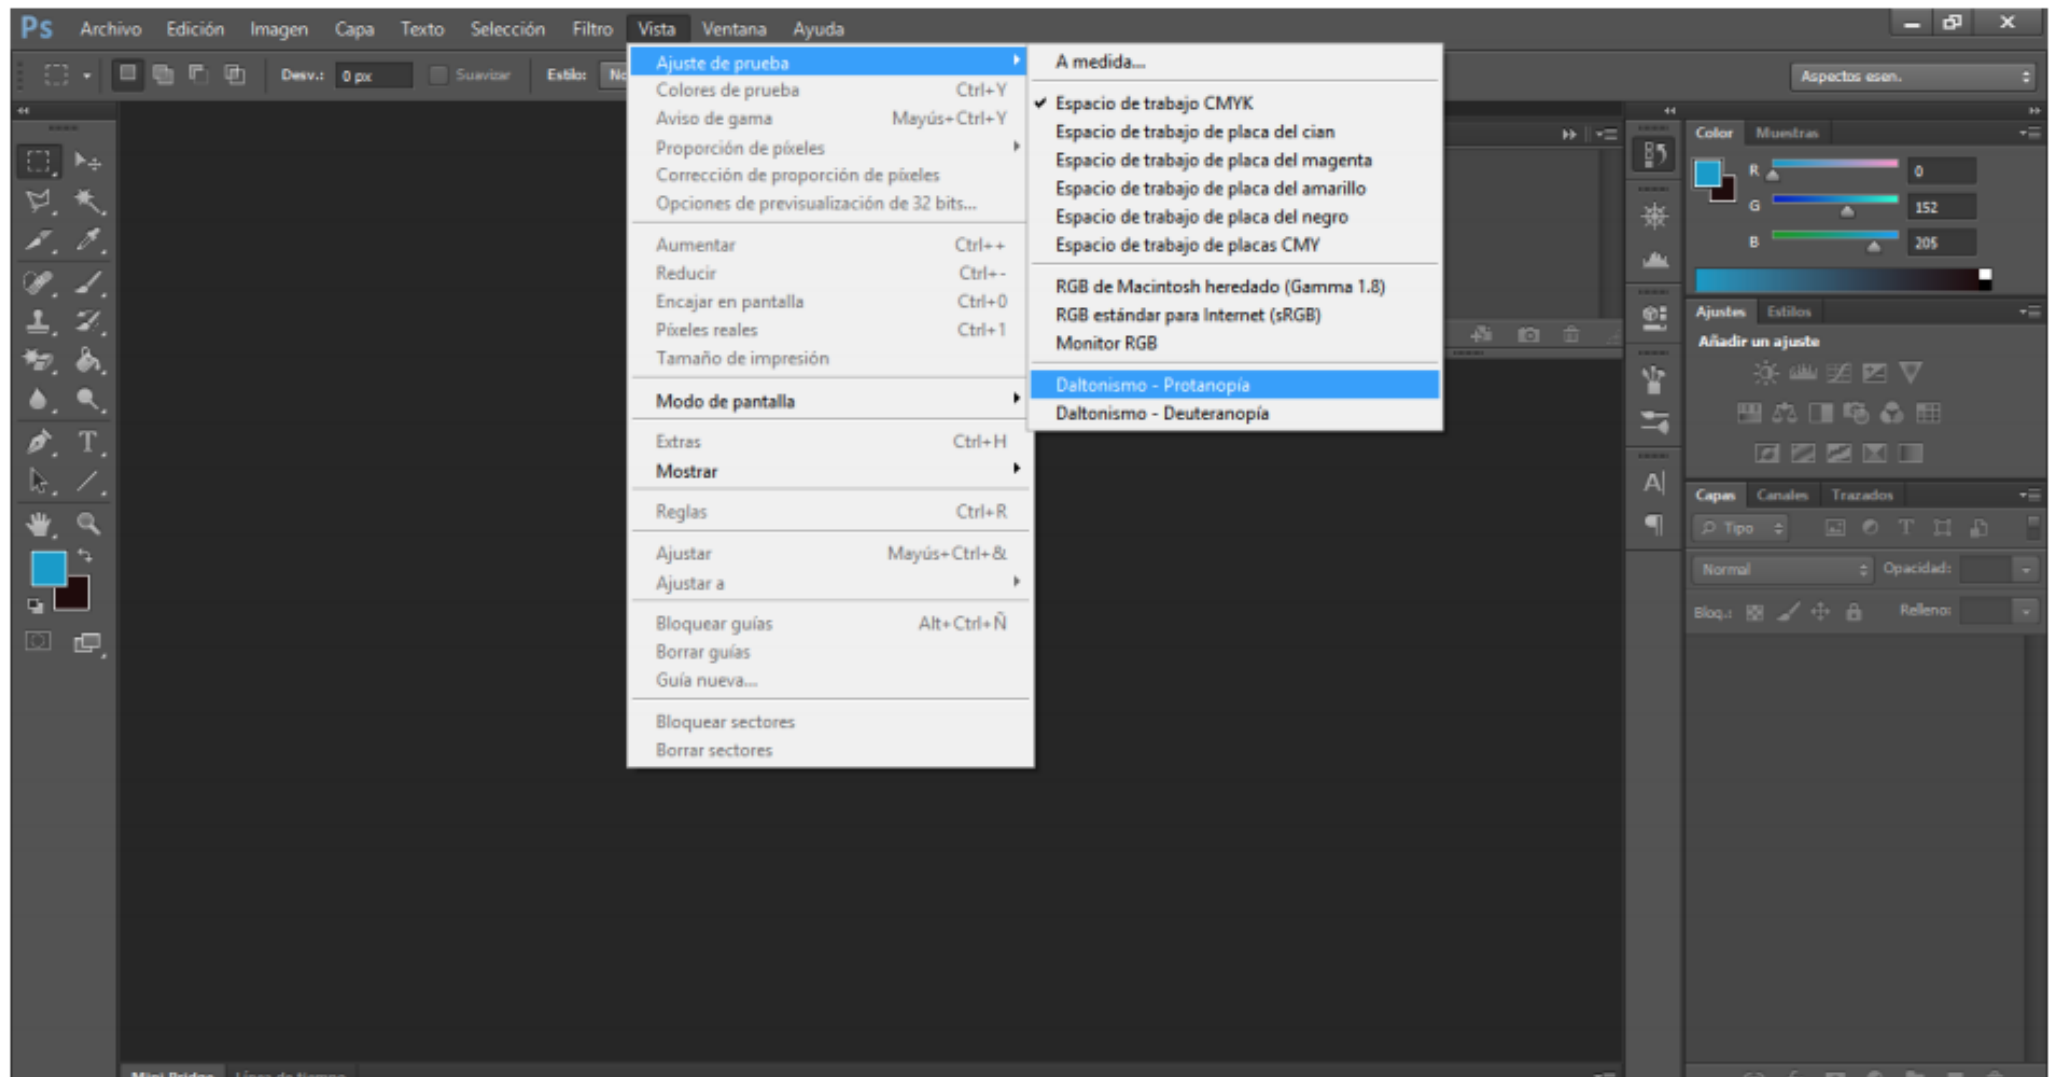 Ps Archivo Edición Imagen Capa Texto Selección Filtro Vista Ventana Ayuda
Desv.: 0 px Suavizar Estilo: No
Aspectos esen.
Ajuste de prueba
Colores de prueba Ctrl+Y
Aviso de gama Mayús+Ctrl+Y
Proporción de píxeles
Corrección de proporción de píxeles
Opciones de previsualización de 32 bits...
Aumentar Ctrl++
Reducir Ctrl+-
Encajar en pantalla Ctrl+0
Píxeles reales Ctrl+1
Tamaño de impresión
Modo de pantalla
Extras Ctrl+H
Mostrar
Reglas Ctrl+R
Ajustar Mayús+Ctrl+&
Ajustar a
Bloquear guías Alt+Ctrl+Ñ
Borrar guías
Guía nueva...
Bloquear sectores
Borrar sectores
A medida...
Espacio de trabajo CMYK
Espacio de trabajo de placa del cian
Espacio de trabajo de placa del magenta
Espacio de trabajo de placa del amarillo
Espacio de trabajo de placa del negro
Espacio de trabajo de placas CMY
RGB de Macintosh heredado (Gamma 1.8)
RGB estándar para Internet (sRGB)
Monitor RGB
Daltonismo - Protanopía
Daltonismo - Deuteranopía
Color Muestras
R 0
G 152
B 205
Ajustes Estilos
Añadir un ajuste
Capas Canales Trazados
Tipo
Normal Opacidad:
Bloq.: Relleno:
Mini Bridge Línea de tiempo